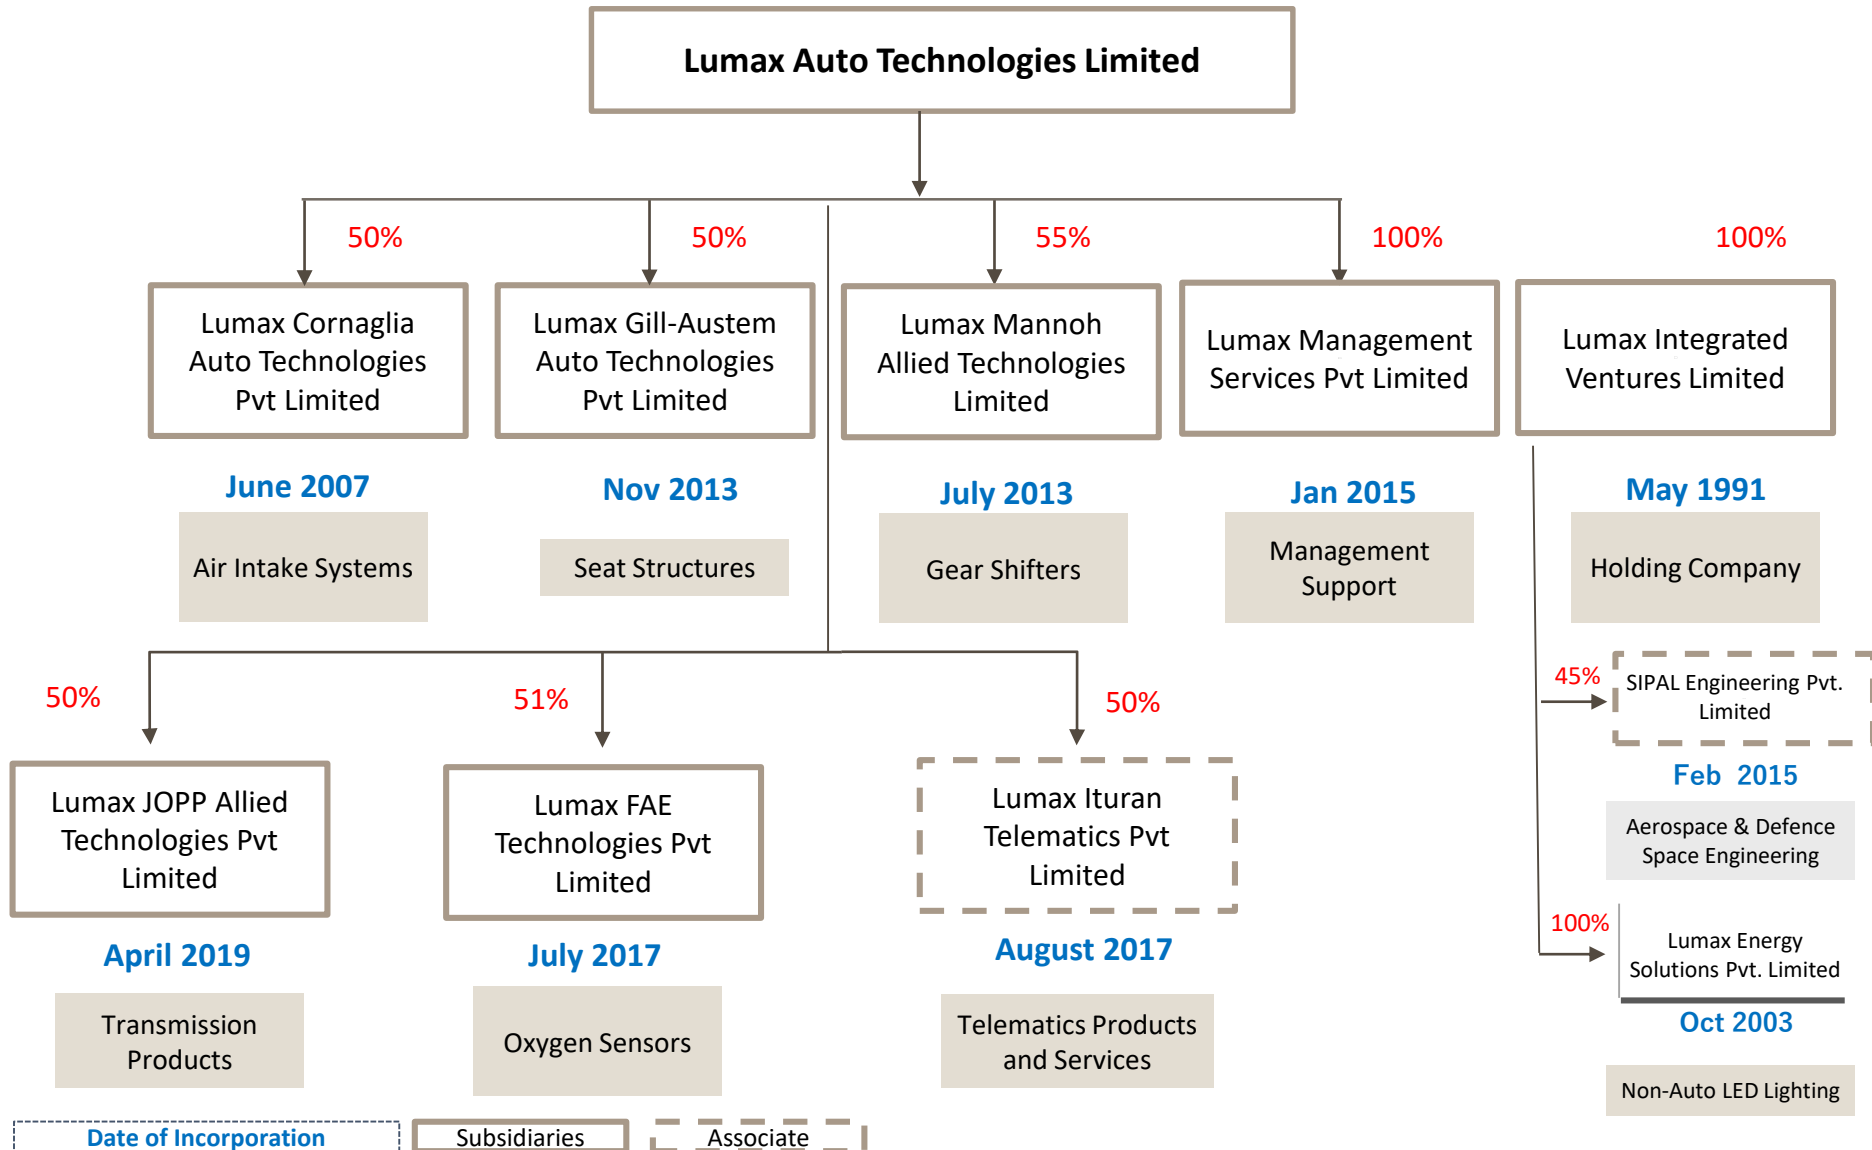 Lumax Auto Technologies Limited
50%
50%
55%
100%
100%
Lumax Cornaglia
Auto Technologies
Pvt Limited
Lumax Gill-Austem
Auto Technologies
Pvt Limited
Lumax Mannoh
Allied Technologies
Limited
Lumax Management
Services Pvt Limited
Lumax Integrated
Ventures Limited
June 2007
Nov 2013
July 2013
Jan 2015
May 1991
Air Intake Systems
Seat Structures
Gear Shifters
Management
Support
Holding Company
50%
51%
50%
45%
SIPAL Engineering Pvt.
Limited
Feb 2015
Aerospace & Defence
Space Engineering
100%
Lumax Energy
Solutions Pvt. Limited
Oct 2003
Non-Auto LED Lighting
Lumax JOPP Allied
Technologies Pvt
Limited
Lumax FAE
Technologies Pvt
Limited
Lumax Ituran
Telematics Pvt
Limited
April 2019
July 2017
August 2017
Transmission
Products
Oxygen Sensors
Telematics Products
and Services
Date of Incorporation
Subsidiaries
Associate